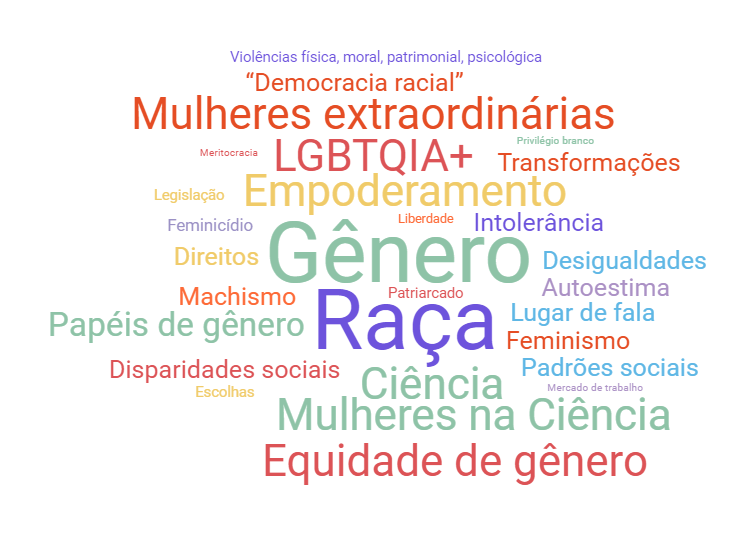 Violências física, moral, patrimonial, psicológica
“Democracia racial”
Mulheres extraordinárias
Privilégio branco
Meritocracia
LGBTQIA+
Transformações
Empoderamento
Legislação
Liberdade
Intolerância
Feminicídio
Gênero
Direitos
Desigualdades
Autoestima
Patriarcado
Machismo
Raça
Lugar de fala
Papéis de gênero
Feminismo
Padrões sociais
Disparidades sociais
Ciência
Mercado de trabalho
Escolhas
Mulheres na Ciência
Equidade de gênero